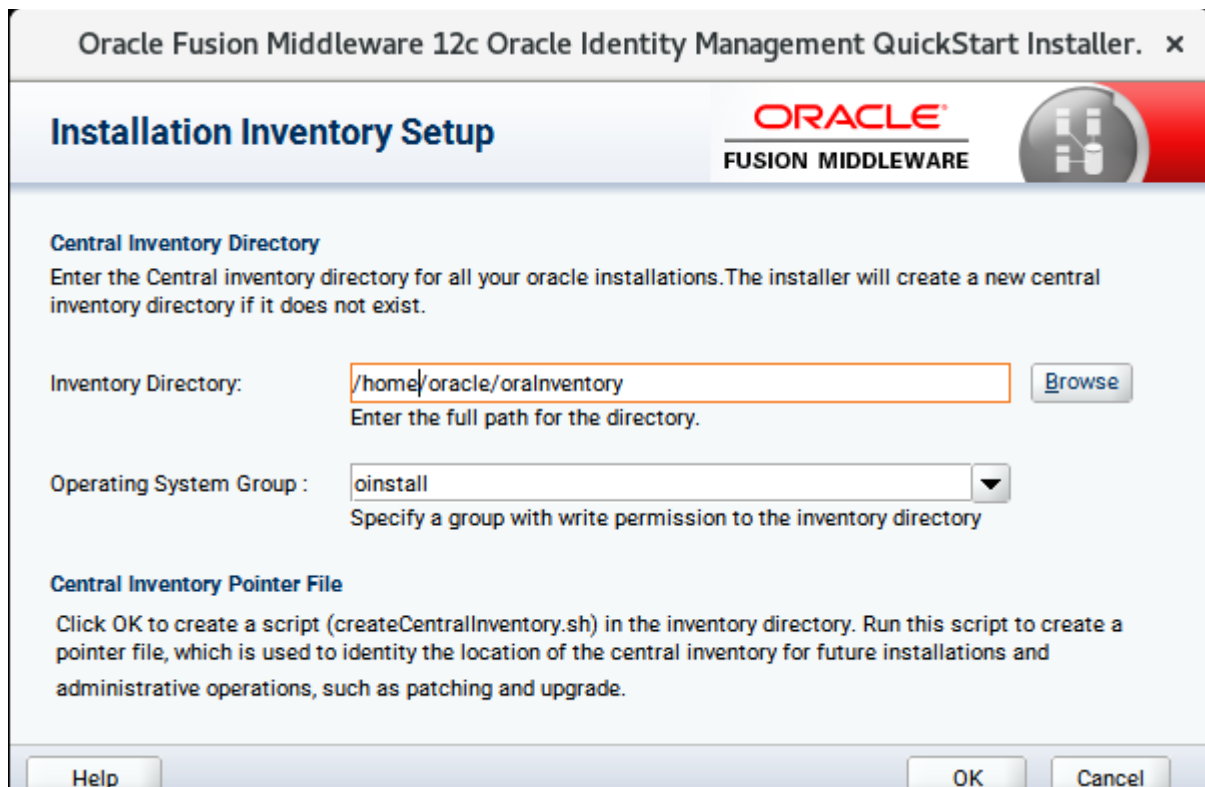 Oracle Fusion Middleware 12c Oracle Identity Management QuickStart Installer. ×
Installation Inventory Setup
ORACLE®
FUSION MIDDLEWARE
Central Inventory Directory
Enter the Central inventory directory for all your oracle installations.The installer will create a new central
inventory directory if it does not exist.
Inventory Directory: /home/oracle/oraInventory Browse
Enter the full path for the directory.
Operating System Group : oinstall
Specify a group with write permission to the inventory directory
Central Inventory Pointer File
Click OK to create a script (createCentralInventory.sh) in the inventory directory. Run this script to create a
pointer file, which is used to identity the location of the central inventory for future installations and
administrative operations, such as patching and upgrade.
Help OK Cancel